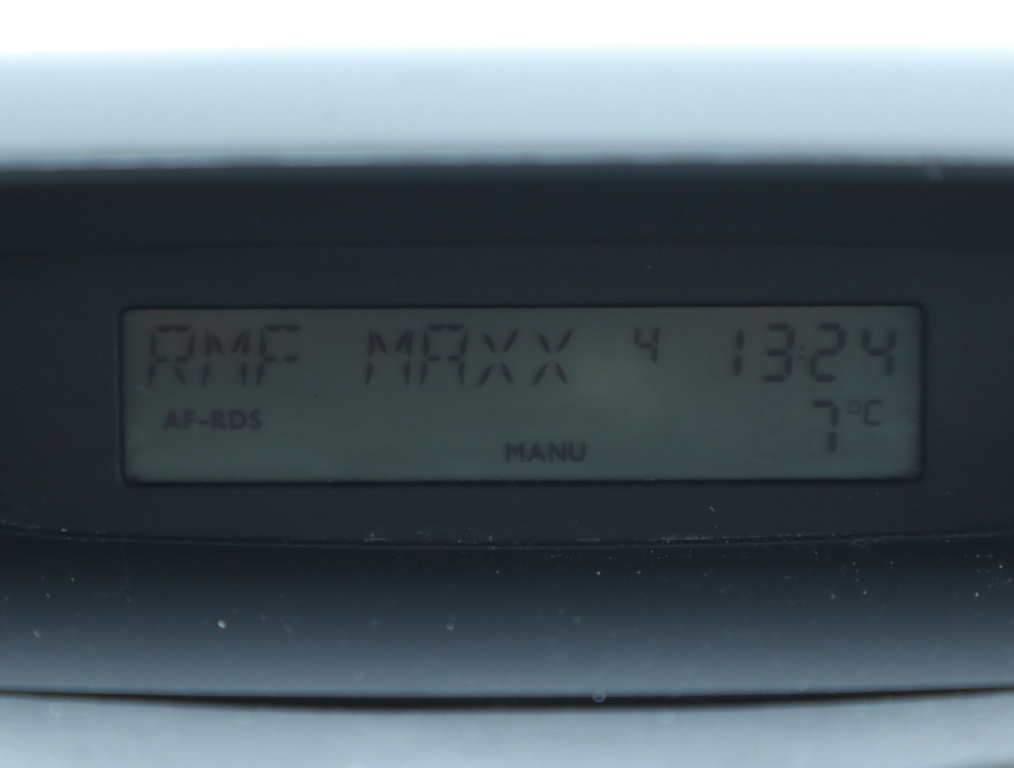 RMF MAXX 4 13:24
AF-RDS 7°C
MANU